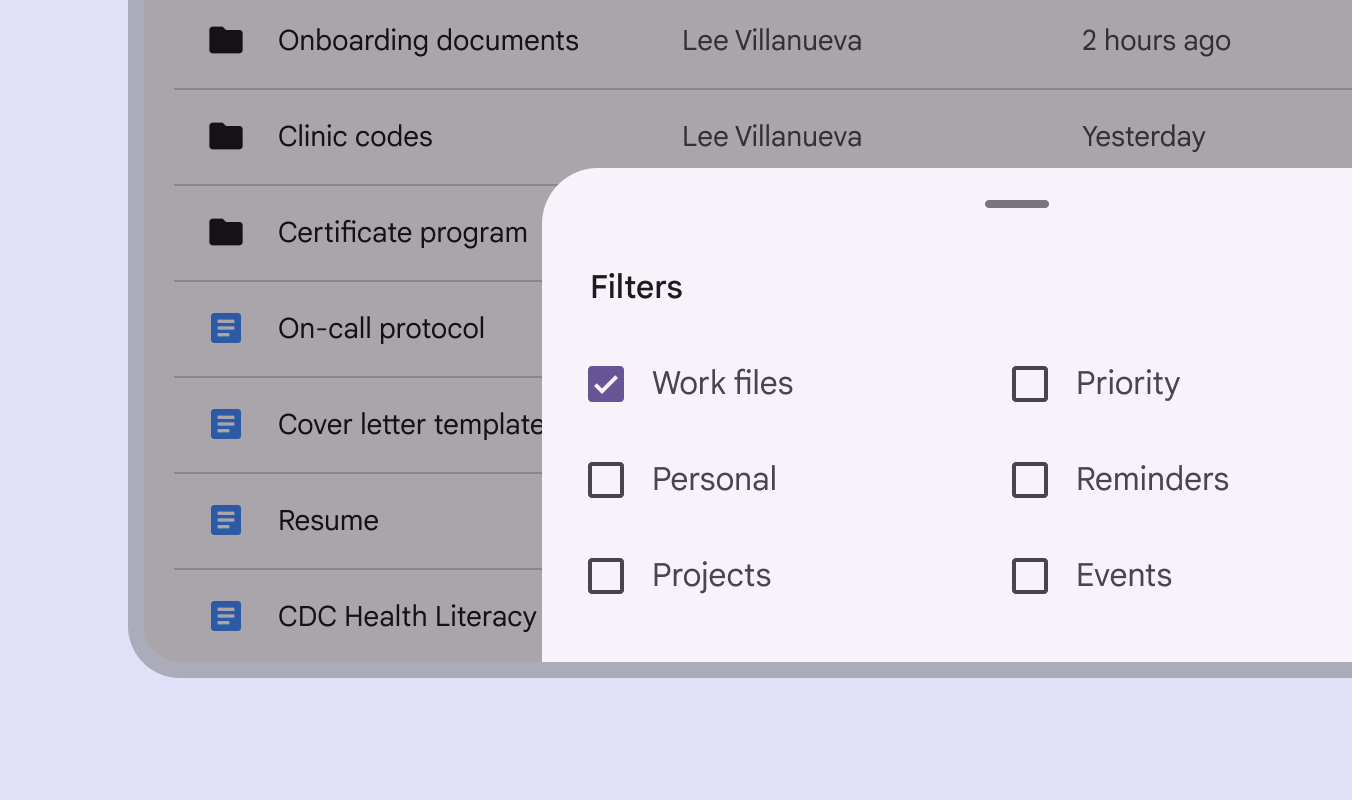 Onboarding documents Lee Villanueva 2 hours ago
Clinic codes Lee Villanueva Yesterday
Certificate program
On-call protocol
Cover letter template
Resume
CDC Health Literacy
Filters
Work files Priority
Personal Reminders
Projects Events